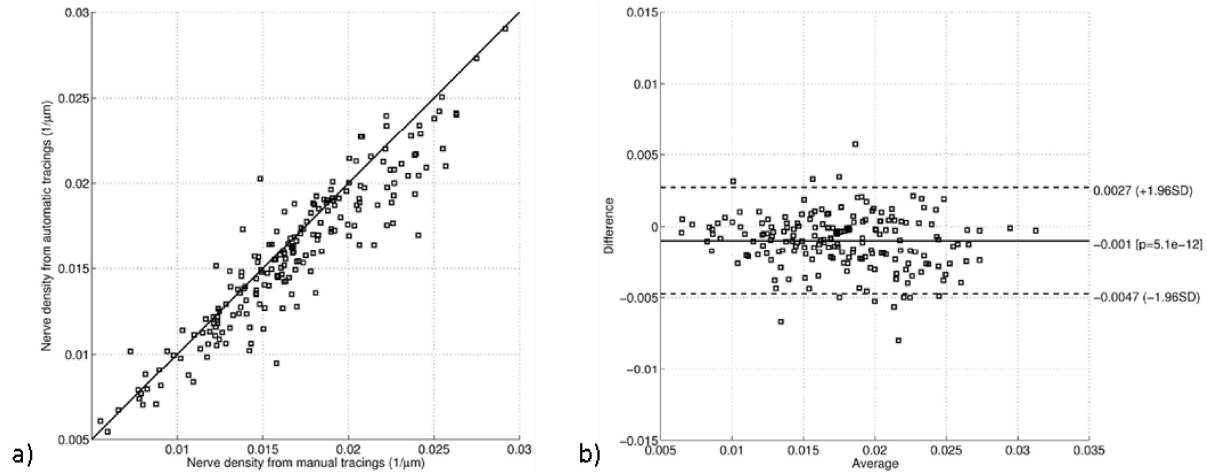 0.03
0.025
0.02
0.015
0.01
0.005
Nerve density from automatic tracings (1/μm)
0.01
0.015
0.02
0.025
0.03
Nerve density from manual tracings (1/μm)
a)
0.015
0.01
0.005
0
−0.005
−0.01
−0.015
Difference
0.0027 (+1.96SD)
−0.001 [p=5.1e−12]
−0.0047 (−1.96SD)
0.005
0.01
0.015
0.02
0.025
0.03
0.035
Average
b)